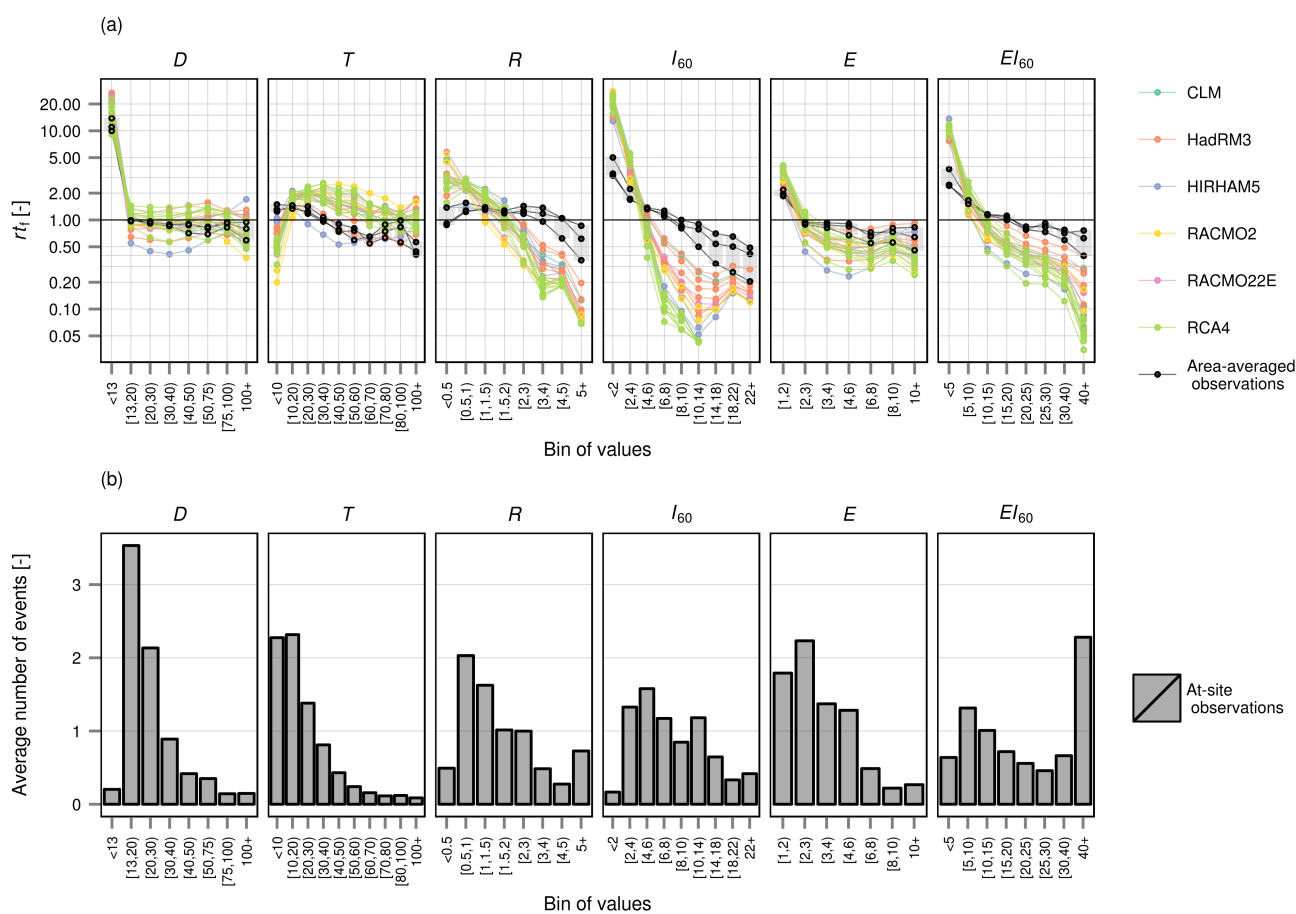 (a)
D T R I60 E EI60
rtf [-]
20.00
10.00
5.00
2.00
1.00
0.50
0.20
0.10
0.05
<13 [13,20) [20,30) [30,40) [40,50) [50,75) [75,100) 100+
<10 [10,20) [20,30) [30,40) [40,50) [50,60) [60,70) [70,80) [80,100) 100+
<0.5 [0.5,1) [1,1.5) [1.5,2) [2,3) [3,4) [4,5) 5+
<2 [2,4) [4,6) [6,8) [8,10) [10,14) [14,18) [18,22) 22+
[1,2) [2,3) [3,4) [4,6) [6,8) [8,10) 10+
<5 [5,10) [10,15) [15,20) [20,25) [25,30) [30,40) 40+
Bin of values
CLM
HadRM3
HIRHAM5
RACMO2
RACMO22E
RCA4
Area-averaged
observations
(b)
D T R I60 E EI60
Average number of events [-]
3
2
1
0
<13 [13,20) [20,30) [30,40) [40,50) [50,75) [75,100) 100+
<10 [10,20) [20,30) [30,40) [40,50) [50,60) [60,70) [70,80) [80,100) 100+
<0.5 [0.5,1) [1,1.5) [1.5,2) [2,3) [3,4) [4,5) 5+
<2 [2,4) [4,6) [6,8) [8,10) [10,14) [14,18) [18,22) 22+
[1,2) [2,3) [3,4) [4,6) [6,8) [8,10) 10+
<5 [5,10) [10,15) [15,20) [20,25) [25,30) [30,40) 40+
Bin of values
At-site
observations